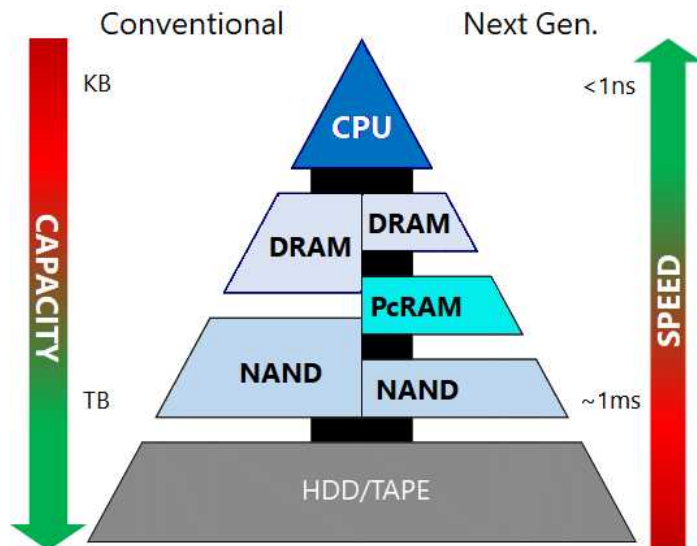 Conventional
Next Gen.
KB
<1ns
CPU
CAPACITY
SPEED
DRAM
DRAM
PcRAM
NAND
NAND
TB
~1ms
HDD/TAPE